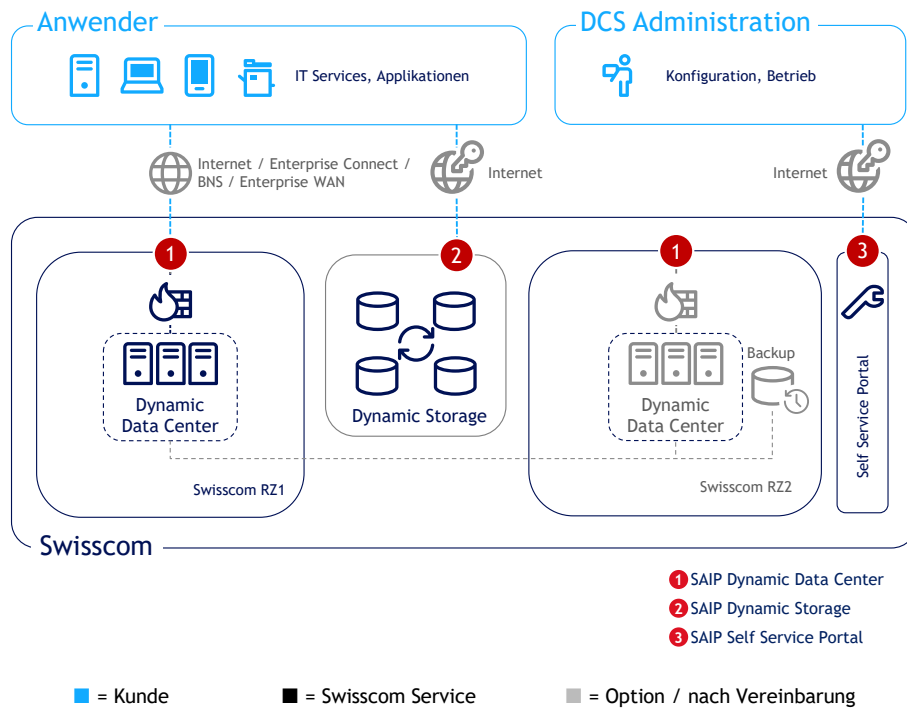 Anwender
DCS Administration
IT Services, Applikationen
Konfiguration, Betrieb
Internet / Enterprise Connect /
BNS / Enterprise WAN
Internet
Internet
1
2
1
3
Dynamic
Data Center
Dynamic Storage
Backup
Dynamic
Data Center
Self Service Portal
Swisscom RZ1
Swisscom RZ2
Swisscom
1 SAIP Dynamic Data Center
2 SAIP Dynamic Storage
3 SAIP Self Service Portal
= Kunde
= Swisscom Service
= Option / nach Vereinbarung